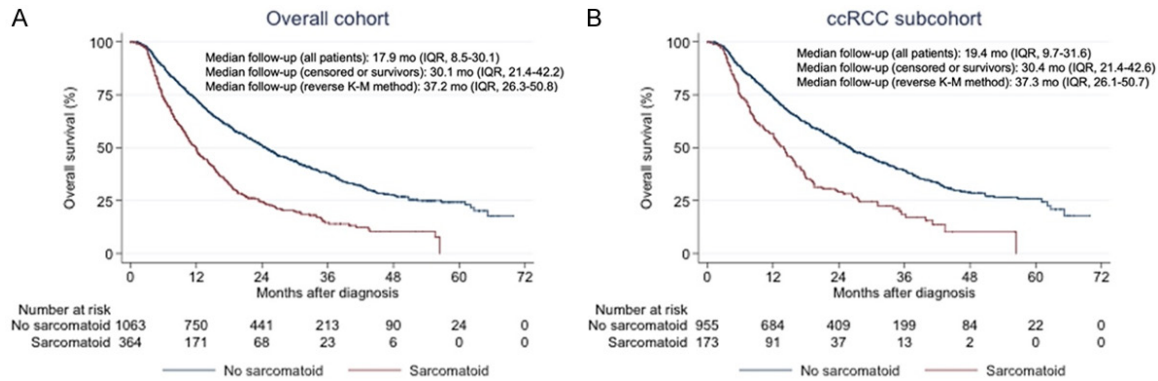 A
Overall cohort
Median follow-up (all patients): 17.9 mo (IQR, 8.5-30.1)
Median follow-up (censored or survivors): 30.1 mo (IQR, 21.4-42.2)
Median follow-up (reverse K-M method): 37.2 mo (IQR, 26.3-50.8)
Overall survival (%)
100
75
50
25
0
0 12 24 36 48 60 72
Months after diagnosis
Number at risk
No sarcomatoid 1063 750 441 213 90 24 0
Sarcomatoid 364 171 68 23 6 0 0
No sarcomatoid Sarcomatoid
B
ccRCC subcohort
Median follow-up (all patients): 19.4 mo (IQR, 9.7-31.6)
Median follow-up (censored or survivors): 30.4 mo (IQR, 21.4-42.6)
Median follow-up (reverse K-M method): 37.3 mo (IQR, 26.1-50.7)
Overall survival (%)
100
75
50
25
0
0 12 24 36 48 60 72
Months after diagnosis
Number at risk
No sarcomatoid 955 684 409 199 84 22 0
Sarcomatoid 173 91 37 13 2 0 0
No sarcomatoid Sarcomatoid